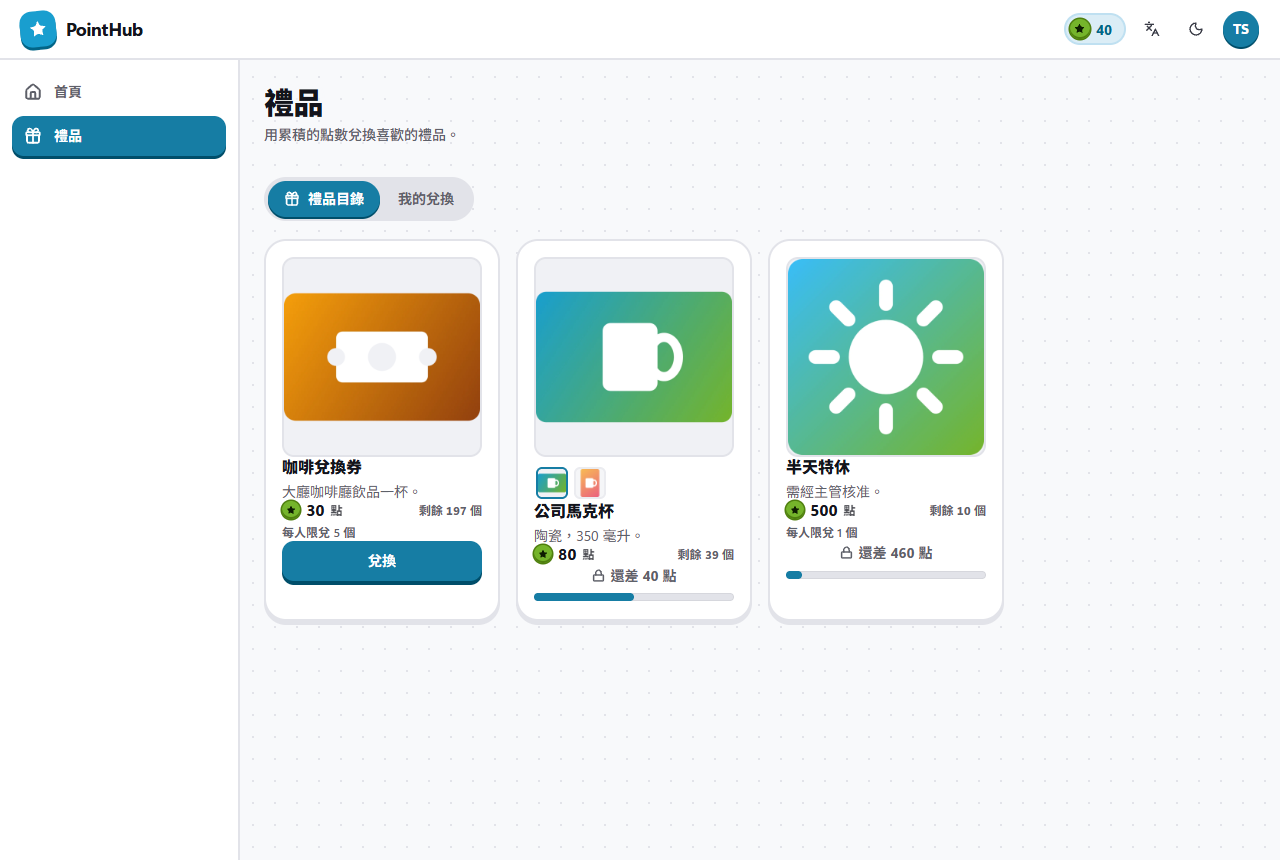 PointHub
40
TS
首頁
禮品
禮品
用累積的點數兌換喜歡的禮品。
禮品目錄
我的兌換
咖啡兌換券
大廳咖啡廳飲品一杯。
30 點
剩餘 197 個
每人限兌 5 個
兌換
公司馬克杯
陶瓷，350 毫升。
80 點
剩餘 39 個
還差 40 點
半天特休
需經主管核准。
500 點
剩餘 10 個
每人限兌 1 個
還差 460 點